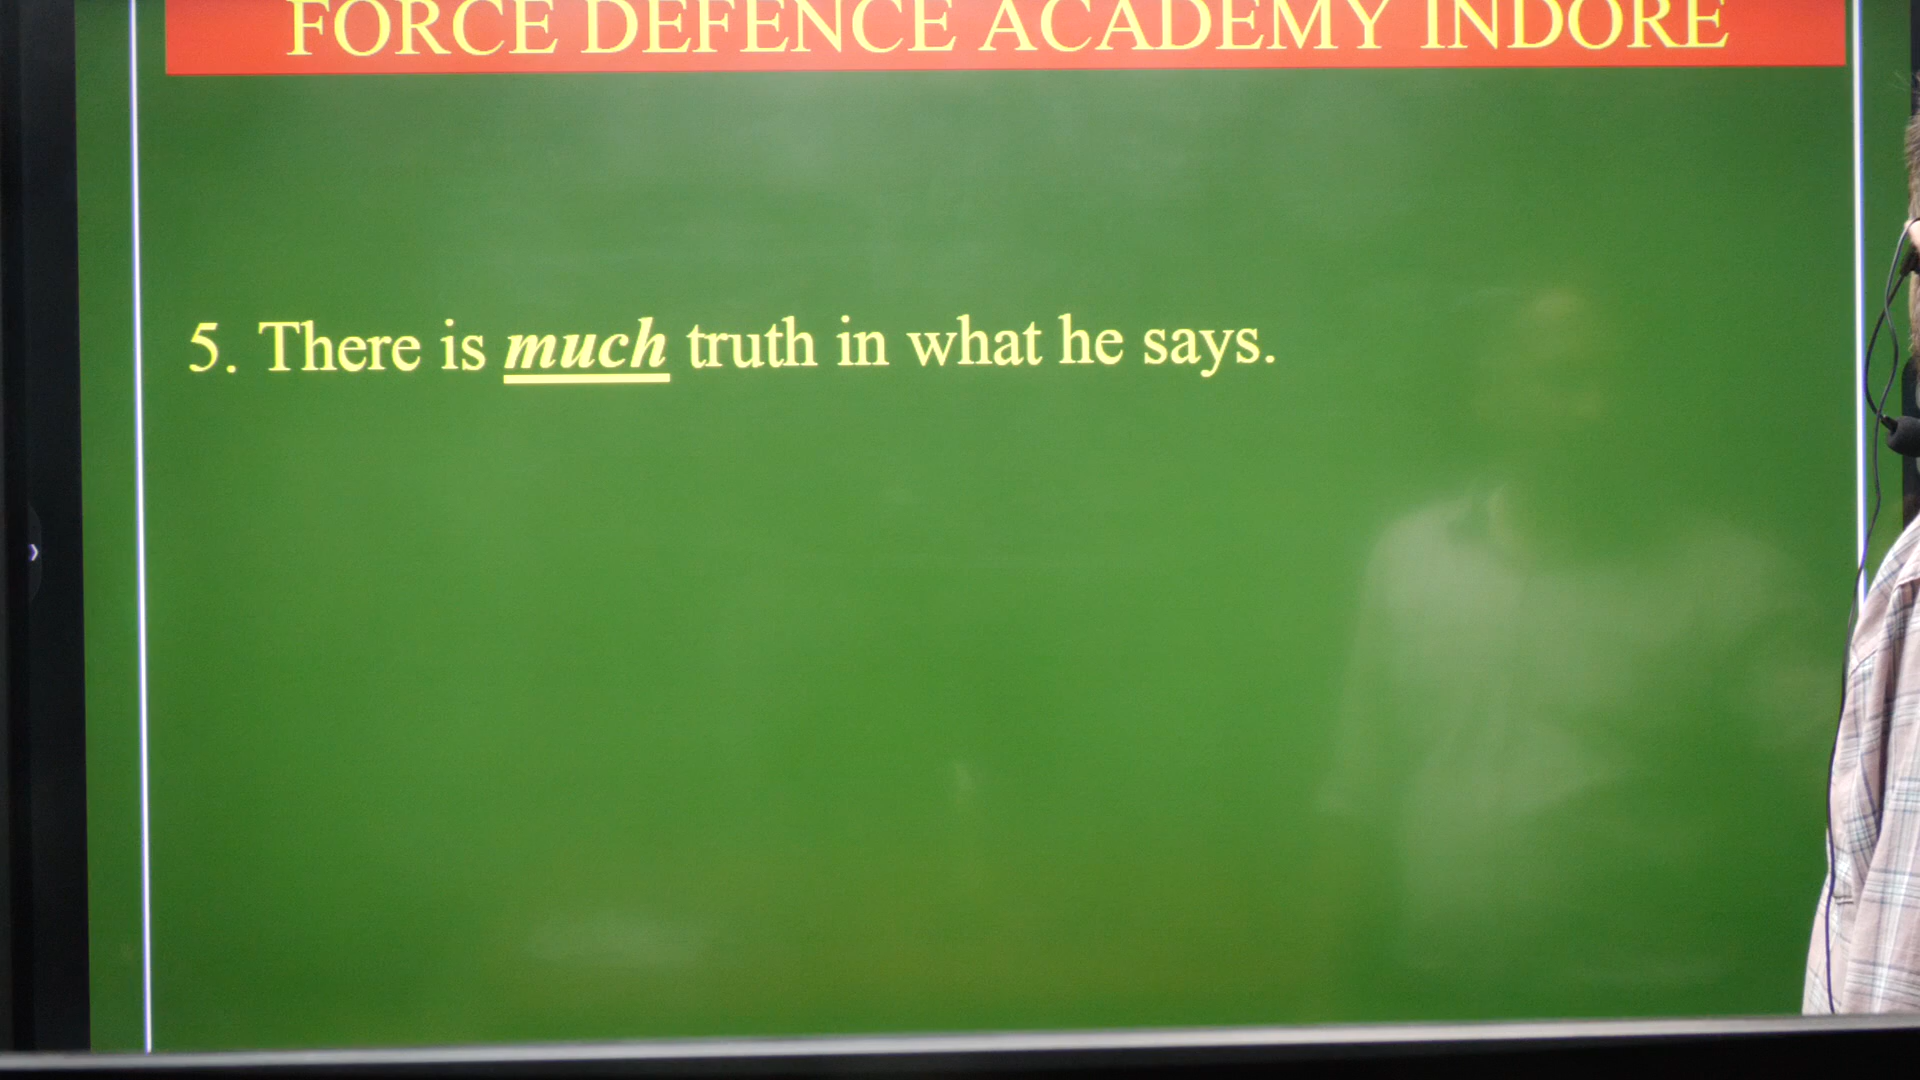 FORCE DEFENCE ACADEMY INDORE
5. There is much truth in what he says.